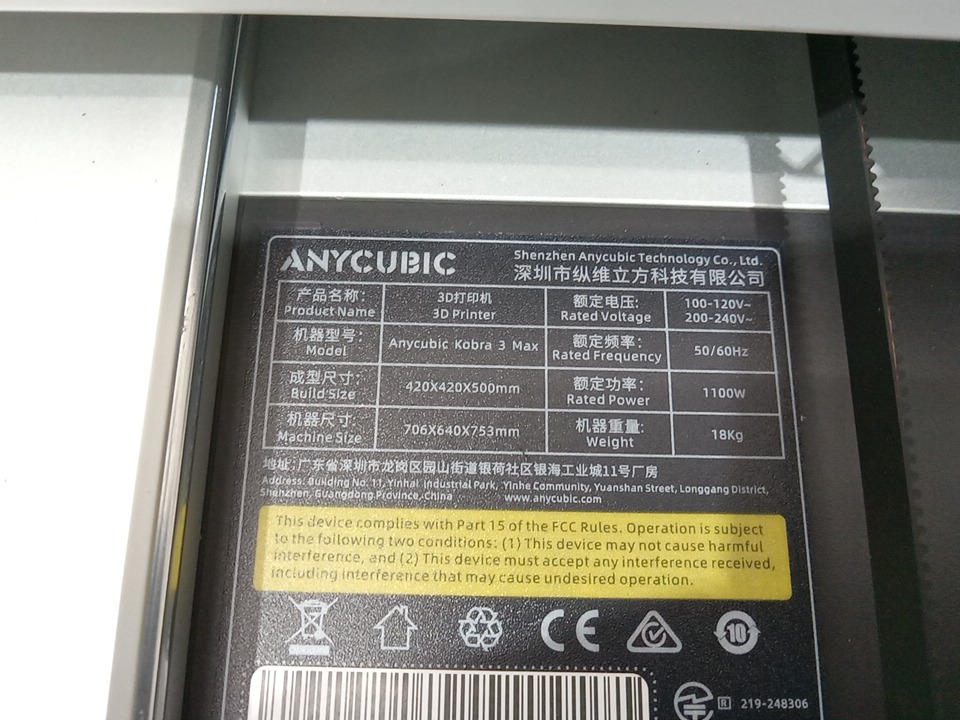 ANYCUBIC
Shenzhen Anycubic Technology Co., Ltd.
深圳市纵维立方科技有限公司
产品名称:
Product Name
3D打印机
3D Printer
额定电压:
Rated Voltage
100-120V~
200-240V~
机器型号:
Model
Anycubic Kobra 3 Max
额定频率:
Rated Frequency
50/60Hz
成型尺寸:
Build Size
420X420X500mm
额定功率:
Rated Power
1100W
机器尺寸:
Machine Size
706X640X753mm
机器重量:
Weight
18Kg
地址: 广东省深圳市龙岗区园山街道银荷社区银海工业城11号厂房
Address: Building No. 11, Yinhai Industrial Park, Yinhe Community, Yuanshan Street, Longgang District,
Shenzhen, Guangdong Province, China www.anycubic.com
This device complies with Part 15 of the FCC Rules. Operation is subject
to the following two conditions: (1) This device may not cause harmful
interference, and (2) This device must accept any interference received,
including interference that may cause undesired operation.
CE
10
R 219-248306